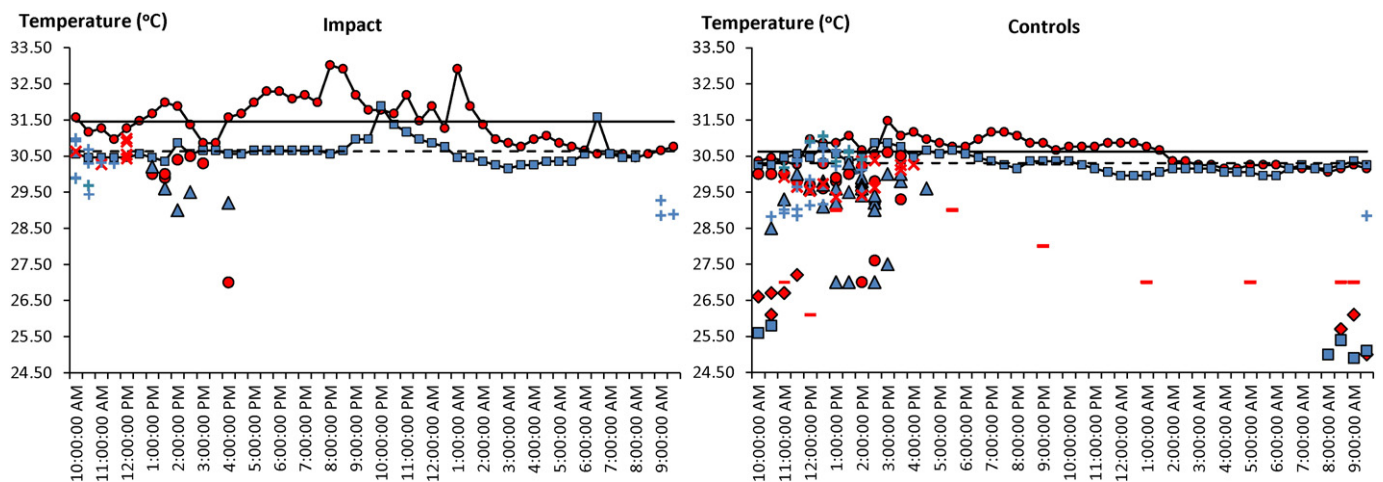 Temperature (°C)
Impact
33.50
32.50
31.50
30.50
29.50
28.50
27.50
26.50
25.50
24.50
10:00:00 AM
11:00:00 AM
12:00:00 PM
1:00:00 PM
2:00:00 PM
3:00:00 PM
4:00:00 PM
5:00:00 PM
6:00:00 PM
7:00:00 PM
8:00:00 PM
9:00:00 PM
10:00:00 PM
11:00:00 PM
12:00:00 AM
1:00:00 AM
2:00:00 AM
3:00:00 AM
4:00:00 AM
5:00:00 AM
6:00:00 AM
7:00:00 AM
8:00:00 AM
9:00:00 AM
Temperature (°C)
Controls
33.50
32.50
31.50
30.50
29.50
28.50
27.50
26.50
25.50
24.50
10:00:00 AM
11:00:00 AM
12:00:00 PM
1:00:00 PM
2:00:00 PM
3:00:00 PM
4:00:00 PM
5:00:00 PM
6:00:00 PM
7:00:00 PM
8:00:00 PM
9:00:00 PM
10:00:00 PM
11:00:00 PM
12:00:00 AM
1:00:00 AM
2:00:00 AM
3:00:00 AM
4:00:00 AM
5:00:00 AM
6:00:00 AM
7:00:00 AM
8:00:00 AM
9:00:00 AM